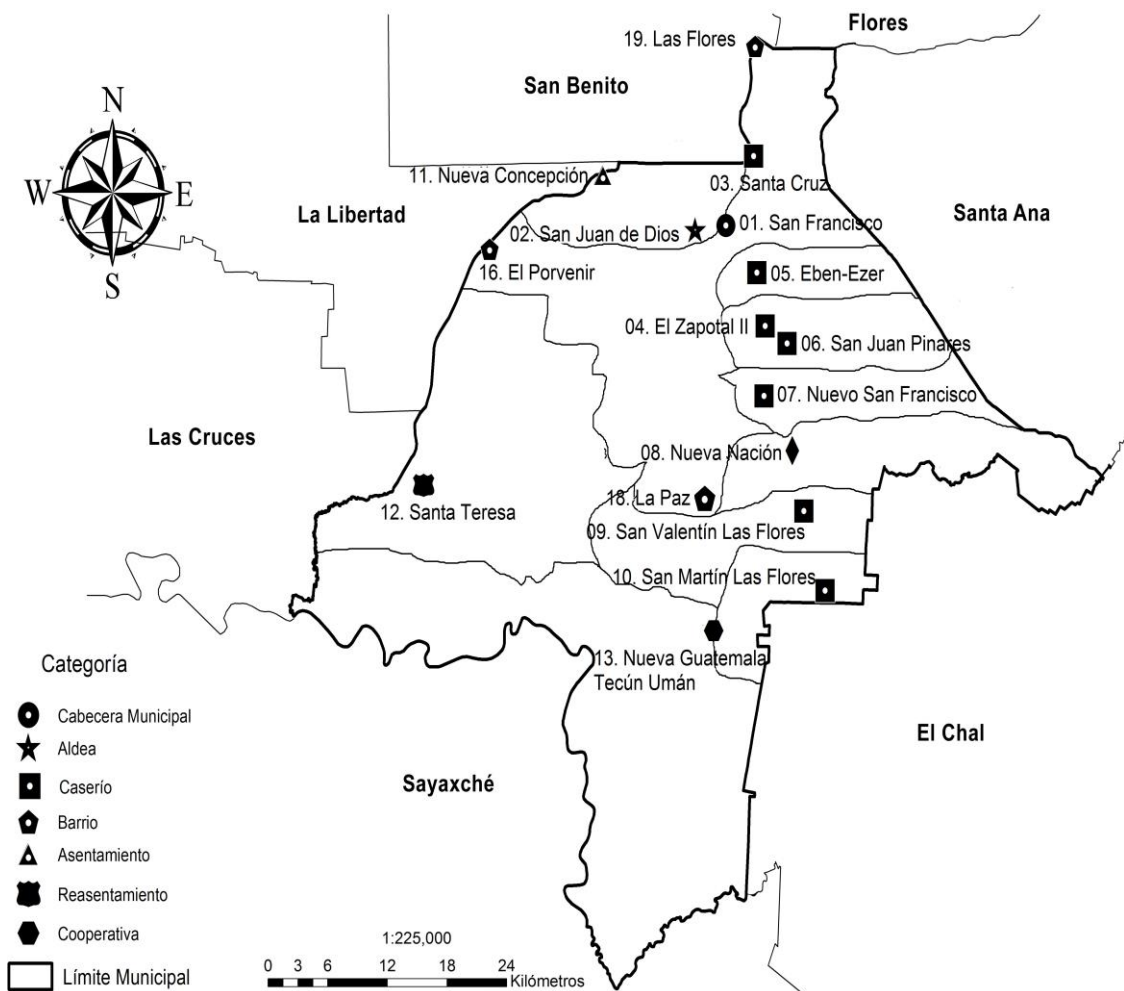 Flores
19. Las Flores
San Benito
N
11. Nueva Concepción
03. Santa Cruz
W
E
La Libertad
Santa Ana
02. San Juan de Dios
01. San Francisco
S
16. El Porvenir
05. Eben-Ezer
04. El Zapotal II
06. San Juan Pinares
07. Nuevo San Francisco
Las Cruces
08. Nueva Nación
18. La Paz
12. Santa Teresa
09. San Valentín Las Flores
10. San Martín Las Flores
13. Nueva Guatemala
Tecún Umán
El Chal
Sayaxché
Categoría
Cabecera Municipal
Aldea
Caserío
Barrio
Asentamiento
Reasentamiento
Cooperativa
Límite Municipal
1:225,000
0 3 6 12 18 24
Kilómetros